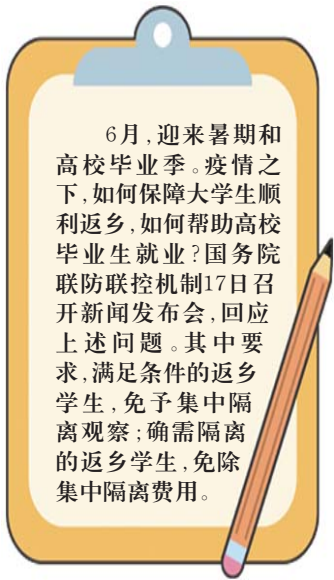 6月,迎来暑期和
高校毕业季。疫情之
下,如何保障大学生顺
利返乡,如何帮助高校
毕业生就业?国务院
联防联控机制17日召
开新闻发布会,回应
上述问题。其中要
求,满足条件的返乡
学生,免予集中隔
离观察;确需隔离
的返乡学生,免除
集中隔离费用。